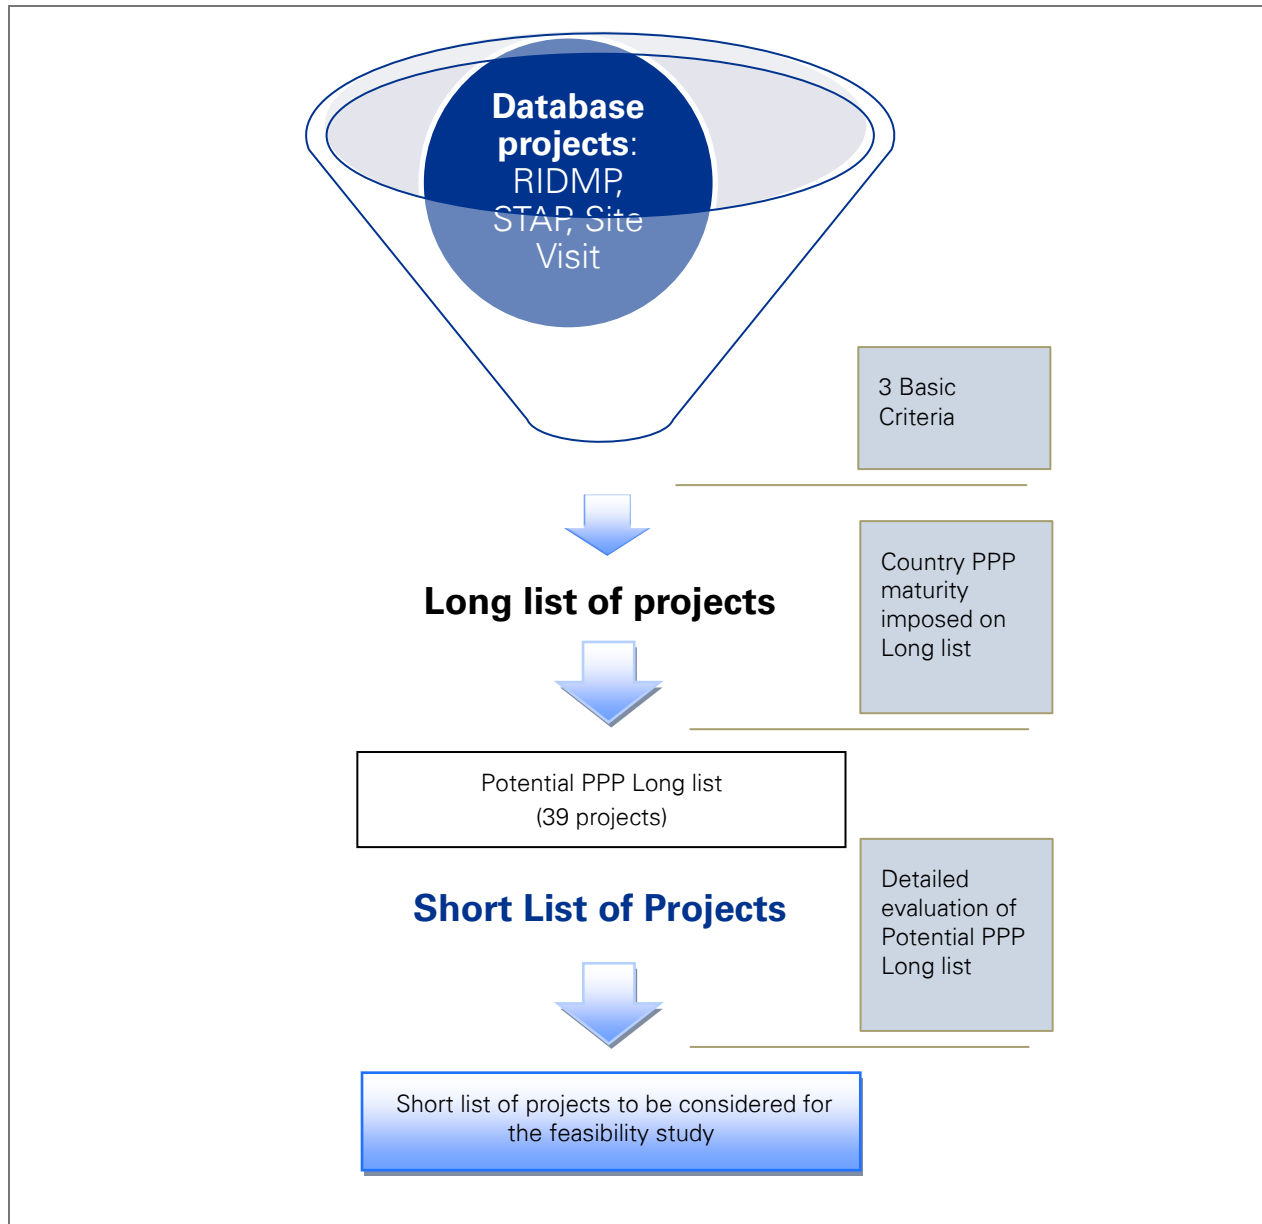 Database
projects:
RIDMP,
STAP, Site
Visit
3 Basic
Criteria
Long list of projects
Country PPP
maturity
imposed on
Long list
Potential PPP Long list
(39 projects)
Short List of Projects
Detailed
evaluation of
Potential PPP
Long list
Short list of projects to be considered for
the feasibility study